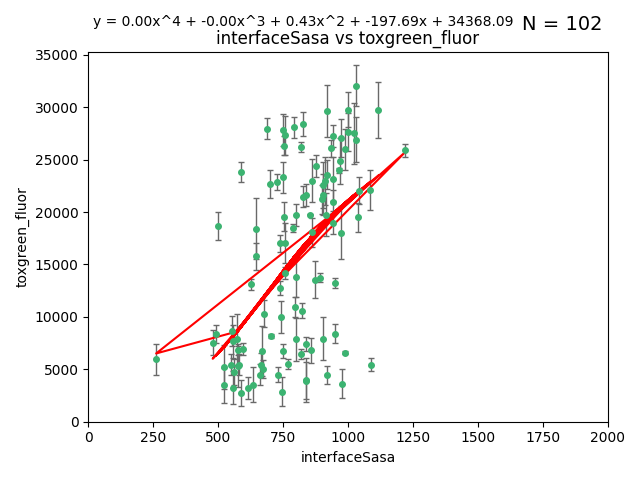 y = 0.00x^4 + -0.00x^3 + 0.43x^2 + -197.69x + 34368.09 N = 102
interfaceSasa vs toxgreen_fluor
35000
30000
25000
20000
15000
10000
5000
0
toxgreen_fluor
0 250 500 750 1000 1250 1500 1750 2000
interfaceSasa